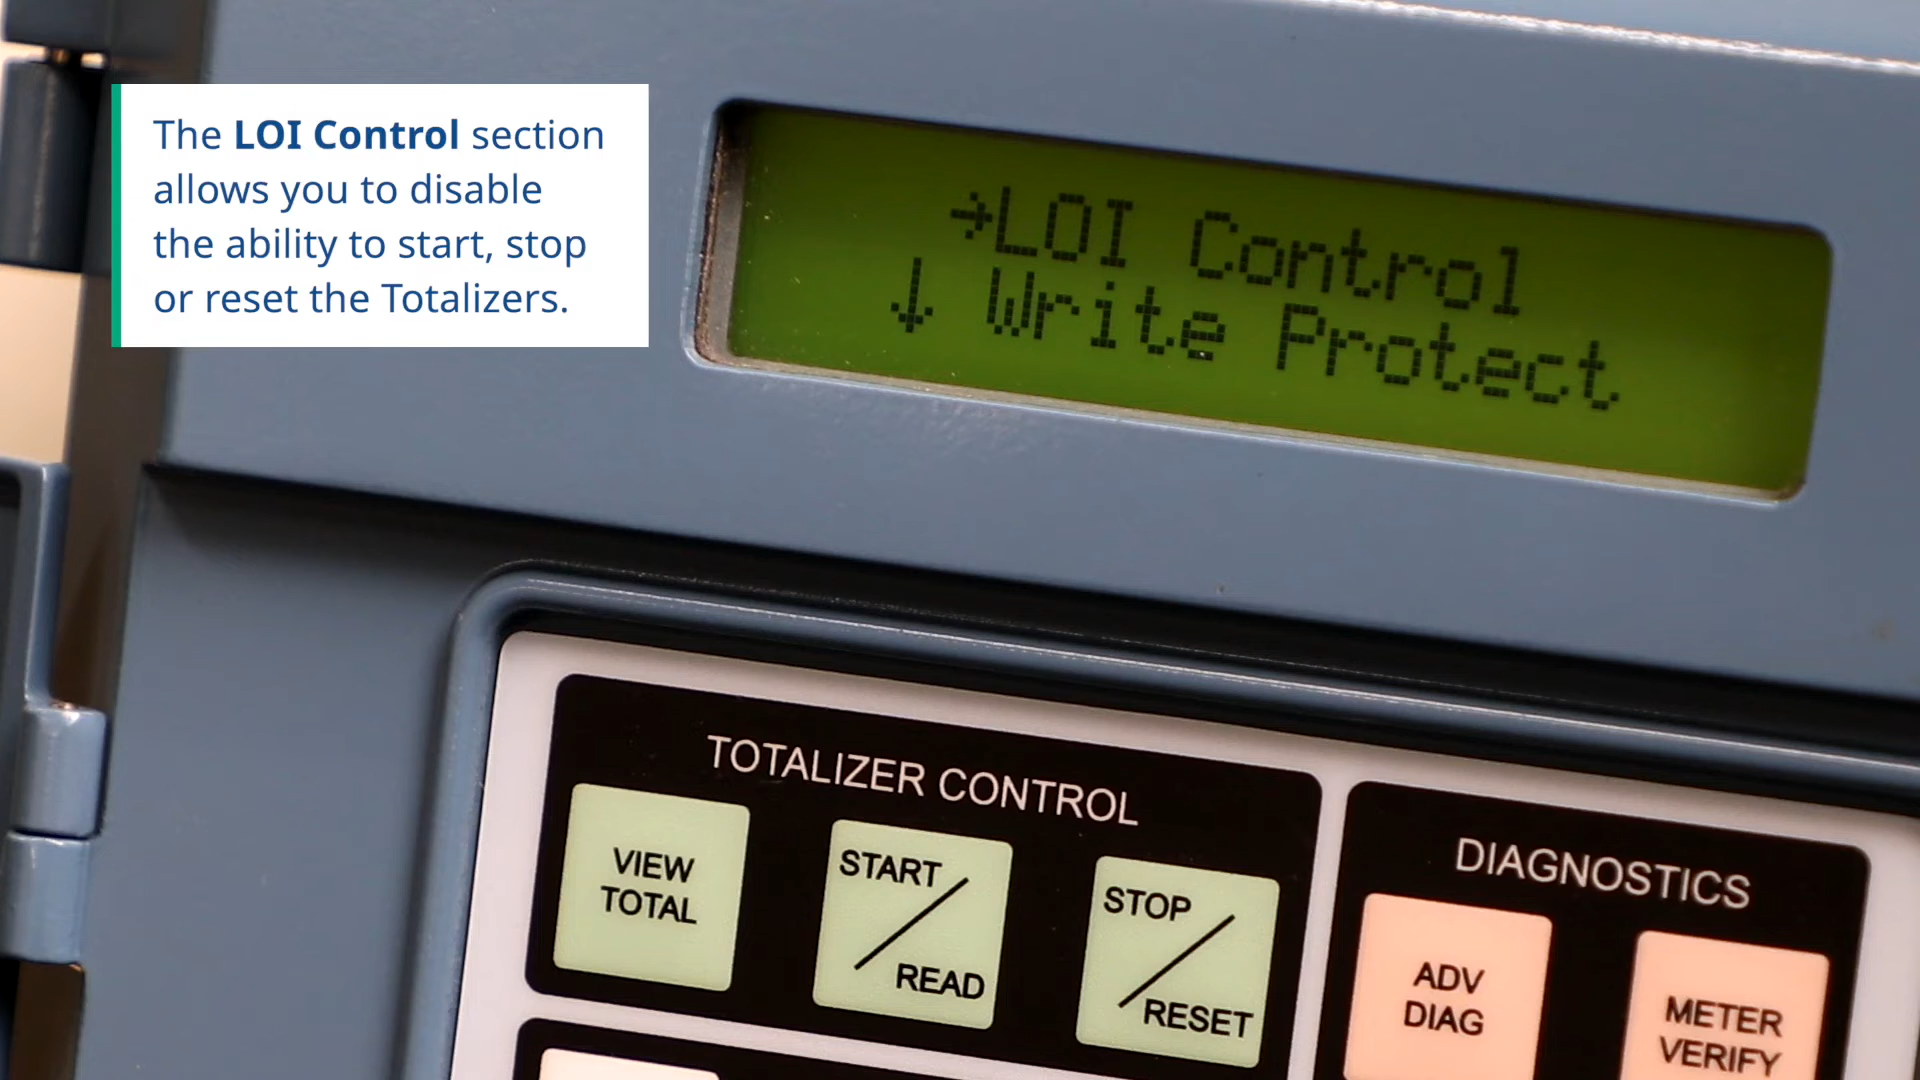 The LOI Control section
allows you to disable
the ability to start, stop
or reset the Totalizers.
→LOI Control
↓ Write Protect
TOTALIZER CONTROL
VIEW
TOTAL
START/
READ
STOP/
RESET
DIAGNOSTICS
ADV
DIAG
METER
VERIFY